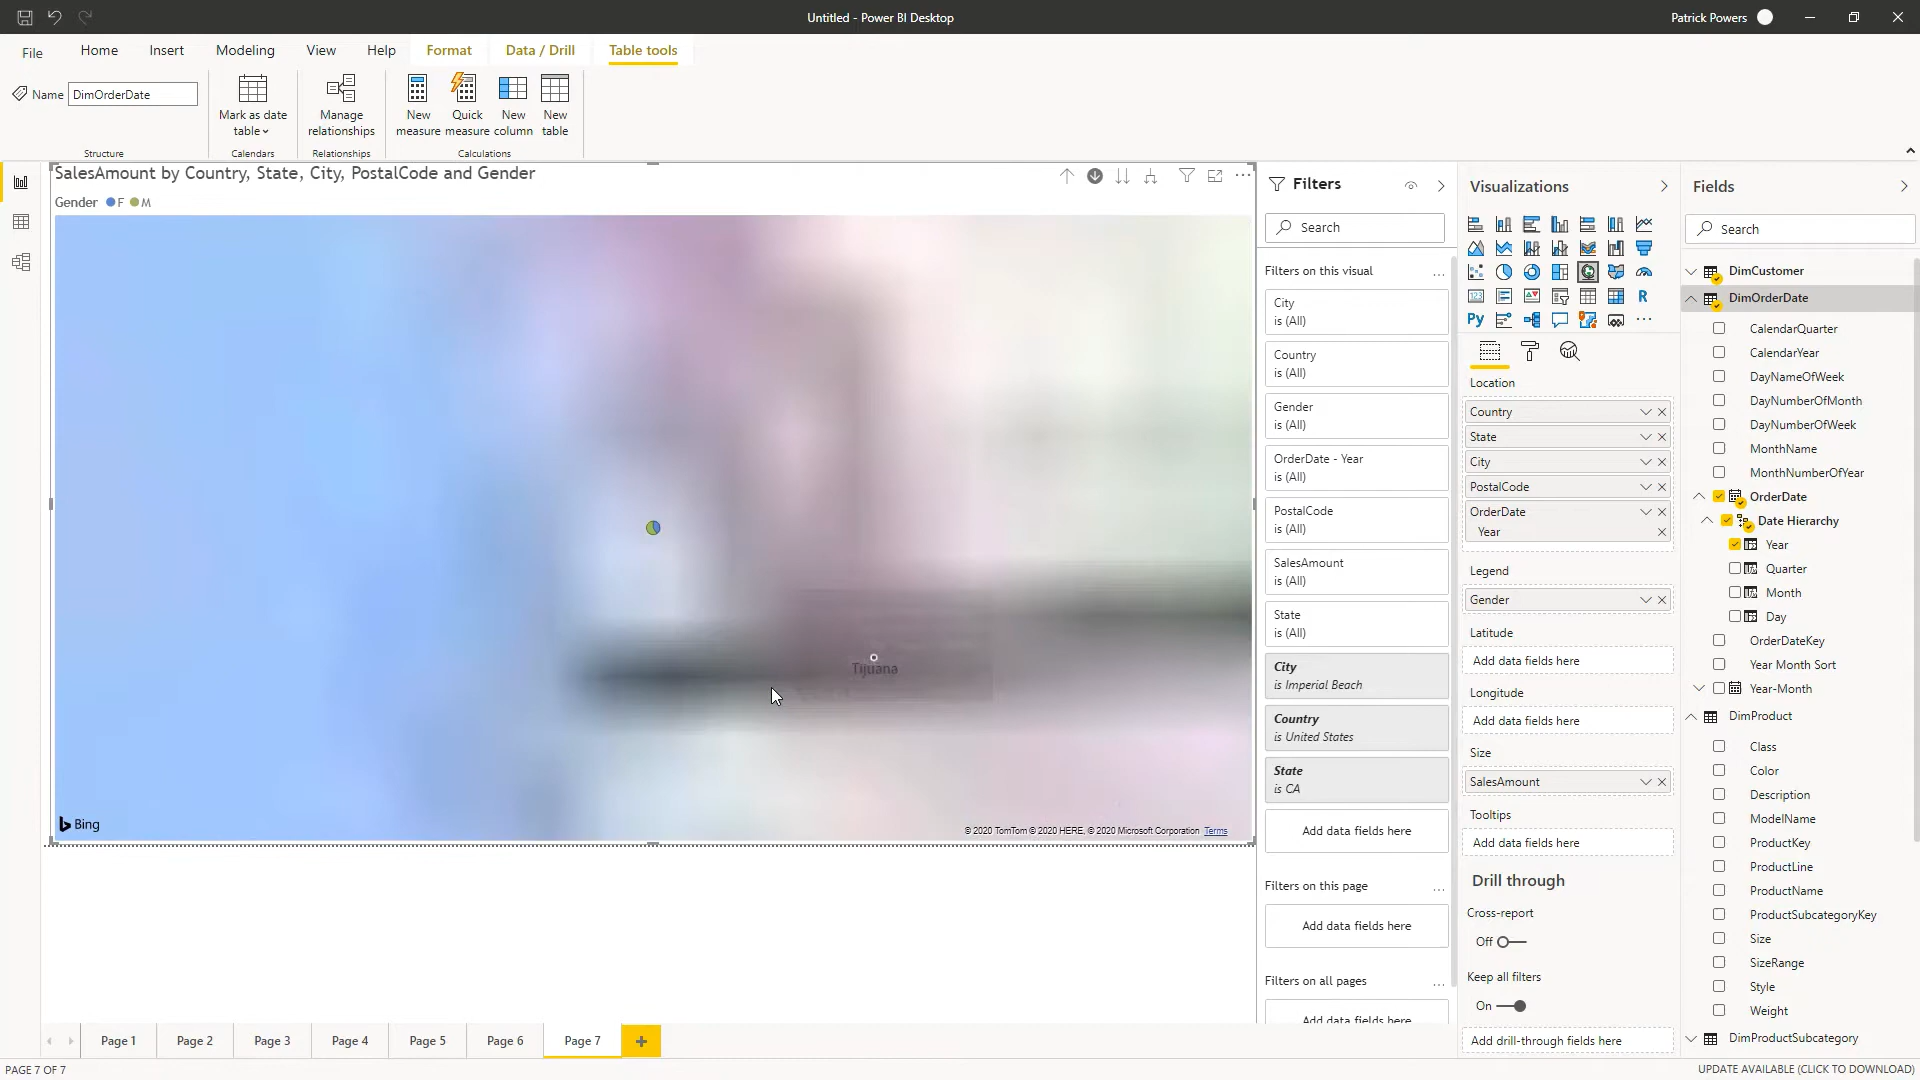 Untitled - Power BI Desktop
Patrick Powers
File
Home
Insert
Modeling
View
Help
Format
Data / Drill
Table tools
Name
DimOrderDate
Mark as date
table
Manage
relationships
New
measure
Quick
measure
New
column
New
table
Structure
Calendars
Relationships
Calculations
SalesAmount by Country, State, City, PostalCode and Gender
Gender F M
Tijuana
Bing
© 2020 TomTom © 2020 HERE, © 2020 Microsoft Corporation Terms
Filters
Search
Filters on this visual
...
City
is (All)
Country
is (All)
Gender
is (All)
OrderDate - Year
is (All)
PostalCode
is (All)
SalesAmount
is (All)
State
is (All)
City
is Imperial Beach
Country
is United States
State
is CA
Add data fields here
Filters on this page
...
Add data fields here
Filters on all pages
...
Add data fields here
Visualizations
123
R
Py
...
Location
Country
State
City
PostalCode
OrderDate
Year
Legend
Gender
Latitude
Add data fields here
Longitude
Add data fields here
Size
SalesAmount
Tooltips
Add data fields here
Drill through
Cross-report
Off
Keep all filters
On
Add drill-through fields here
Fields
Search
DimCustomer
DimOrderDate
CalendarQuarter
CalendarYear
DayNameOfWeek
DayNumberOfMonth
DayNumberOfWeek
MonthName
MonthNumberOfYear
OrderDate
Date Hierarchy
Year
Quarter
Month
Day
OrderDateKey
Year Month Sort
Year-Month
DimProduct
Class
Color
Description
ModelName
ProductKey
ProductLine
ProductName
ProductSubcategoryKey
Size
SizeRange
Style
Weight
DimProductSubcategory
Page 1
Page 2
Page 3
Page 4
Page 5
Page 6
Page 7
+
PAGE 7 OF 7
UPDATE AVAILABLE (CLICK TO DOWNLOAD)